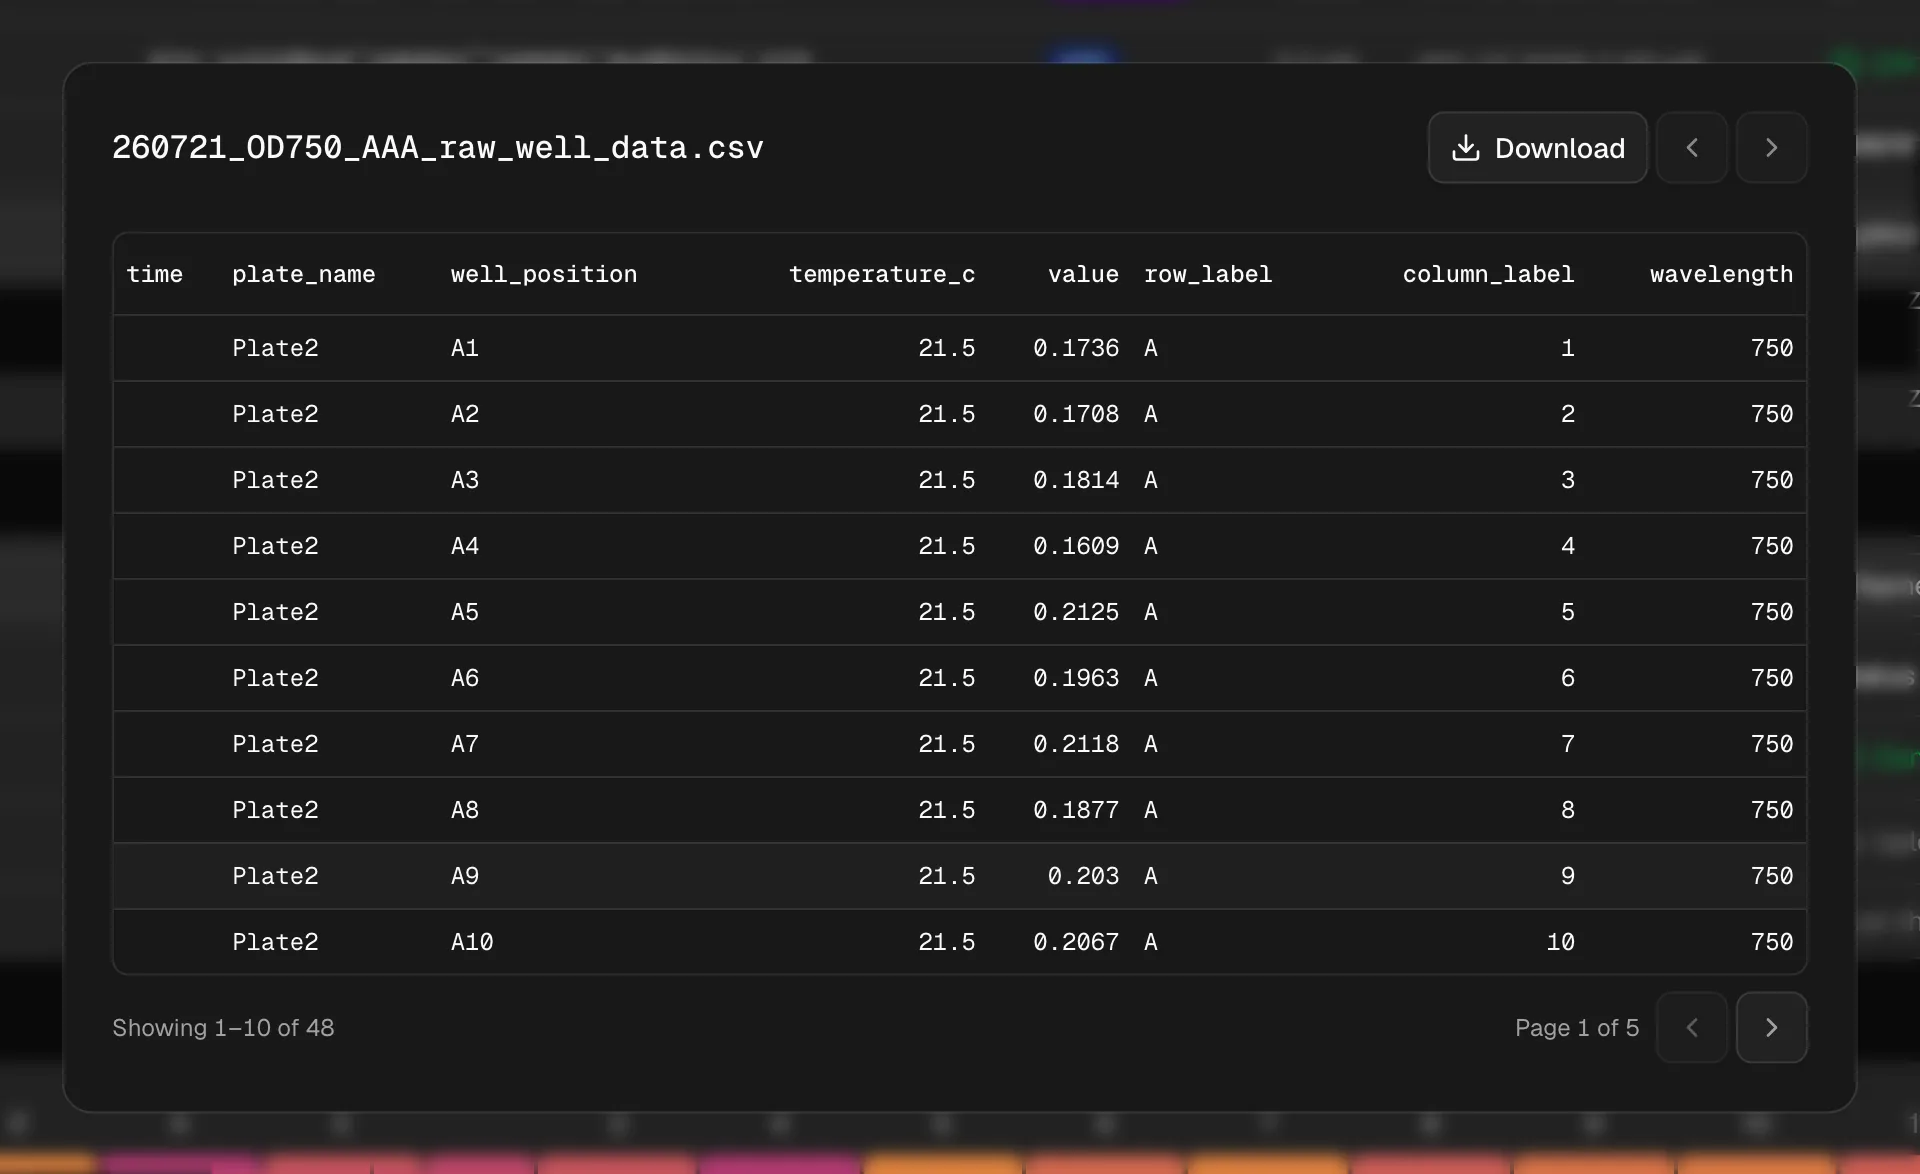 260721_OD750_AAA_raw_well_data.csv
Download
time plate_name well_position temperature_c value row_label column_label wavelength
Plate2 A1 21.5 0.1736 A 1 750
Plate2 A2 21.5 0.1708 A 2 750
Plate2 A3 21.5 0.1814 A 3 750
Plate2 A4 21.5 0.1609 A 4 750
Plate2 A5 21.5 0.2125 A 5 750
Plate2 A6 21.5 0.1963 A 6 750
Plate2 A7 21.5 0.2118 A 7 750
Plate2 A8 21.5 0.1877 A 8 750
Plate2 A9 21.5 0.203 A 9 750
Plate2 A10 21.5 0.2067 A 10 750
Showing 1–10 of 48
Page 1 of 5